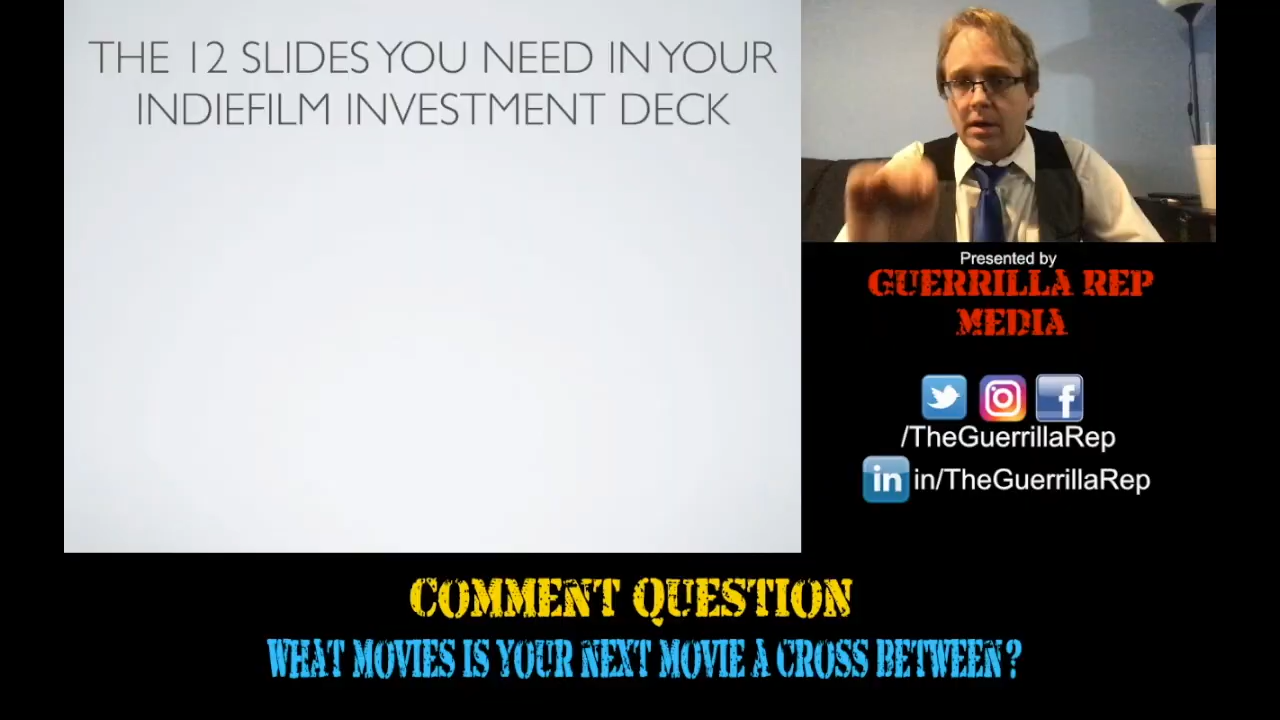 THE 12 SLIDES YOU NEED IN YOUR
INDIEFILM INVESTMENT DECK
Presented by
GUERRILLA REP
MEDIA
/TheGuerrillaRep
in in/TheGuerrillaRep
COMMENT QUESTION
WHAT MOVIES IS YOUR NEXT MOVIE A CROSS BETWEEN?